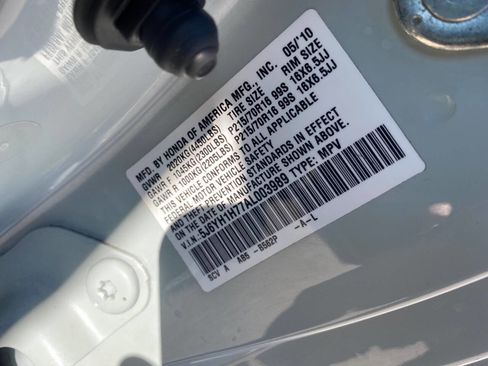 MFD. BY HONDA OF AMERICA MFG., INC. 05/10
GVWR 2020KG(4450LBS) TIRE SIZE RIM SIZE
GAWR F 1045KG(2300LBS) P215/70R16 99S 16X6.5JJ
GAWR R 1000KG(2205LBS) P215/70R16 99S 16X6.5JJ
THIS VEHICLE CONFORMS TO ALL APPLICABLE
FEDERAL MOTOR VEHICLE SAFETY
AND THEFT PREVENTION STANDARDS IN EFFECT
ON THE DATE OF MANUFACTURE SHOWN ABOVE.
V.I.N.: 5J6YH1H77AL003969 TYPE: MPV
SCV A ABS -BS62P -A-L